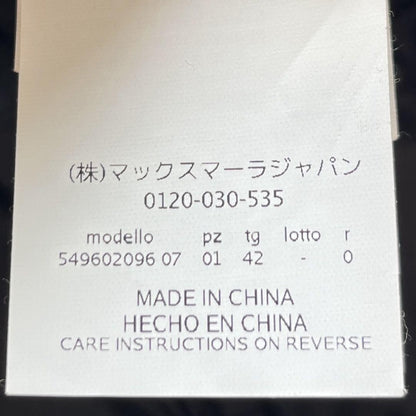 (株)マックスマーラジャパン
0120-030-535
modello pz tg lotto r
549602096 07 01 42 - 0
MADE IN CHINA
HECHO EN CHINA
CARE INSTRUCTIONS ON REVERSE